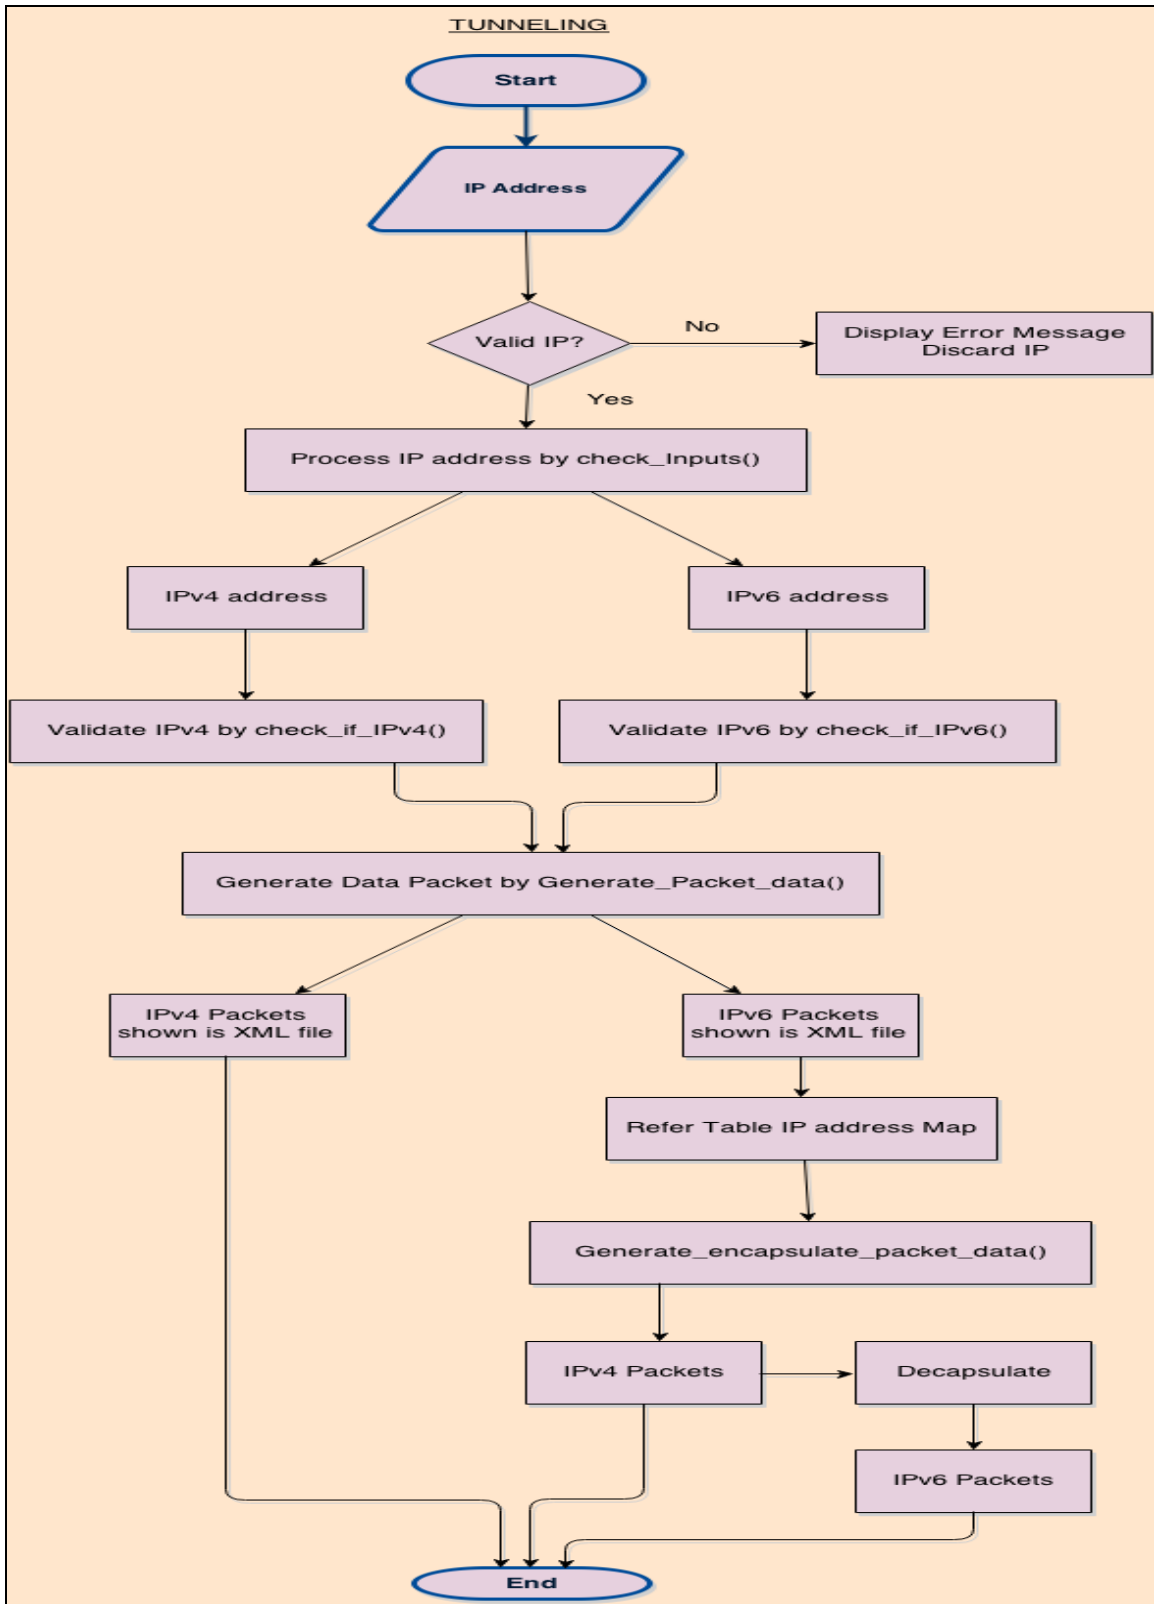 TUNNELING
Start
IP Address
Valid IP?
No
Display Error Message
Discard IP
Yes
Process IP address by check_Inputs()
IPv4 address
IPv6 address
Validate IPv4 by check_if_IPv4()
Validate IPv6 by check_if_IPv6()
Generate Data Packet by Generate_Packet_data()
IPv4 Packets
shown is XML file
IPv6 Packets
shown is XML file
Refer Table IP address Map
Generate_encapsulate_packet_data()
IPv4 Packets
Decapsulate
IPv6 Packets
End